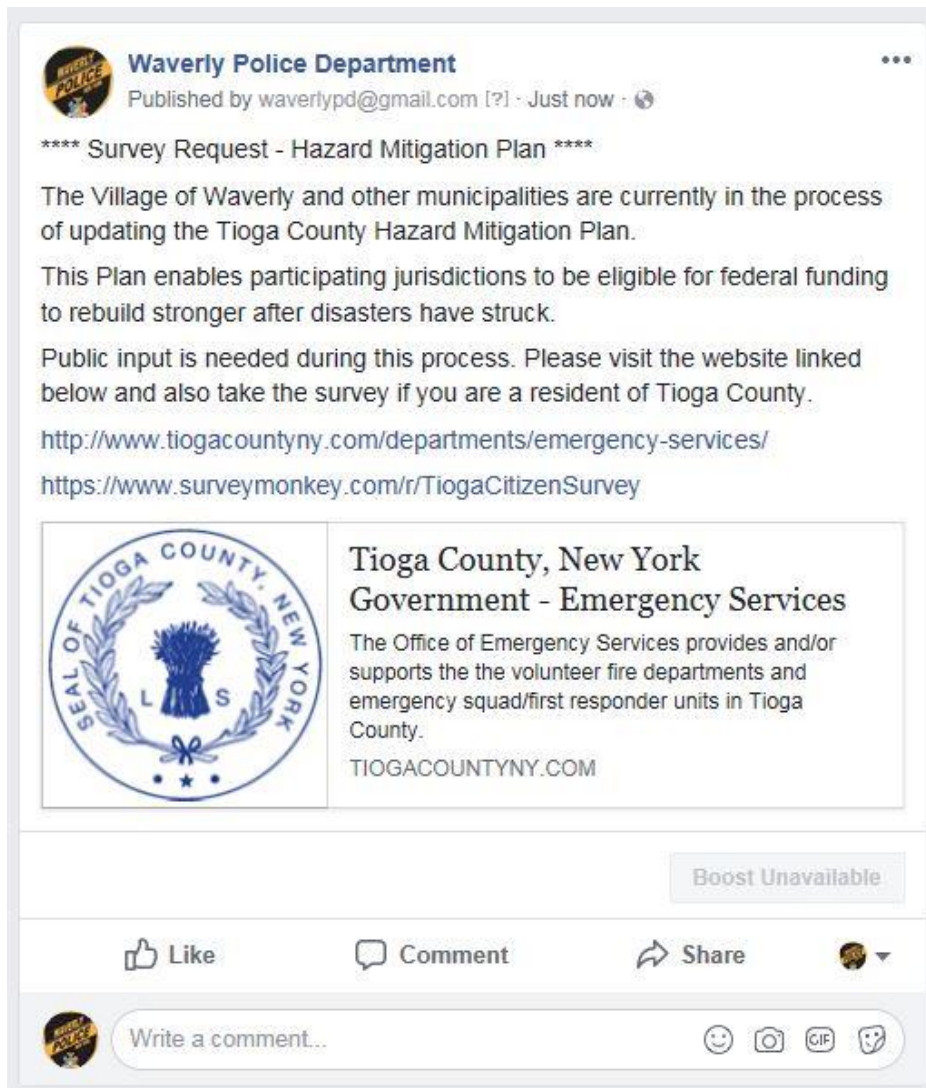 Waverly Police Department
Published by waverlypd@gmail.com [?] · Just now ·
**** Survey Request - Hazard Mitigation Plan ****
The Village of Waverly and other municipalities are currently in the process
of updating the Tioga County Hazard Mitigation Plan.
This Plan enables participating jurisdictions to be eligible for federal funding
to rebuild stronger after disasters have struck.
Public input is needed during this process. Please visit the website linked
below and also take the survey if you are a resident of Tioga County.
http://www.tiogacountyny.com/departments/emergency-services/
https://www.surveymonkey.com/r/TiogaCitizenSurvey
SEAL OF TIOGA COUNTY, NEW YORK
L S
Tioga County, New York
Government - Emergency Services
The Office of Emergency Services provides and/or
supports the the volunteer fire departments and
emergency squad/first responder units in Tioga
County.
TIOGACOUNTYNY.COM
Boost Unavailable
Like Comment Share
WAVERLY
POLICE
Write a comment...
GIF